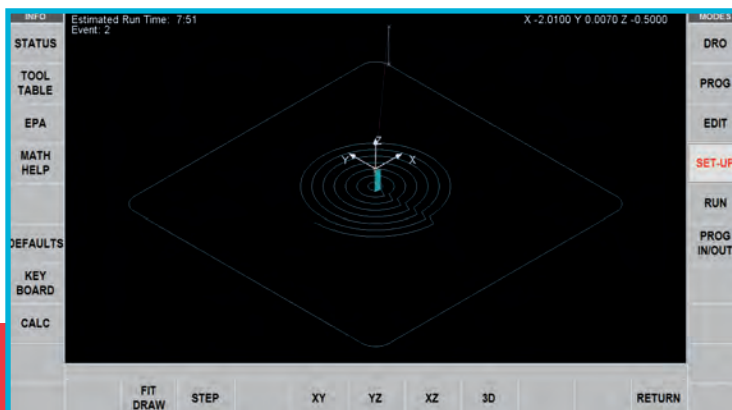 INFO
STATUS
TOOL
TABLE
EPA
MATH
HELP
DEFAULTS
KEY
BOARD
CALC
Estimated Run Time: 7:51
Event: 2
X -2.0100 Y 0.0070 Z -0.5000
Z
Y
X
MODES
DRO
PROG
EDIT
SET-UP
RUN
PROG
IN/OUT
FIT
DRAW
STEP
XY
YZ
XZ
3D
RETURN